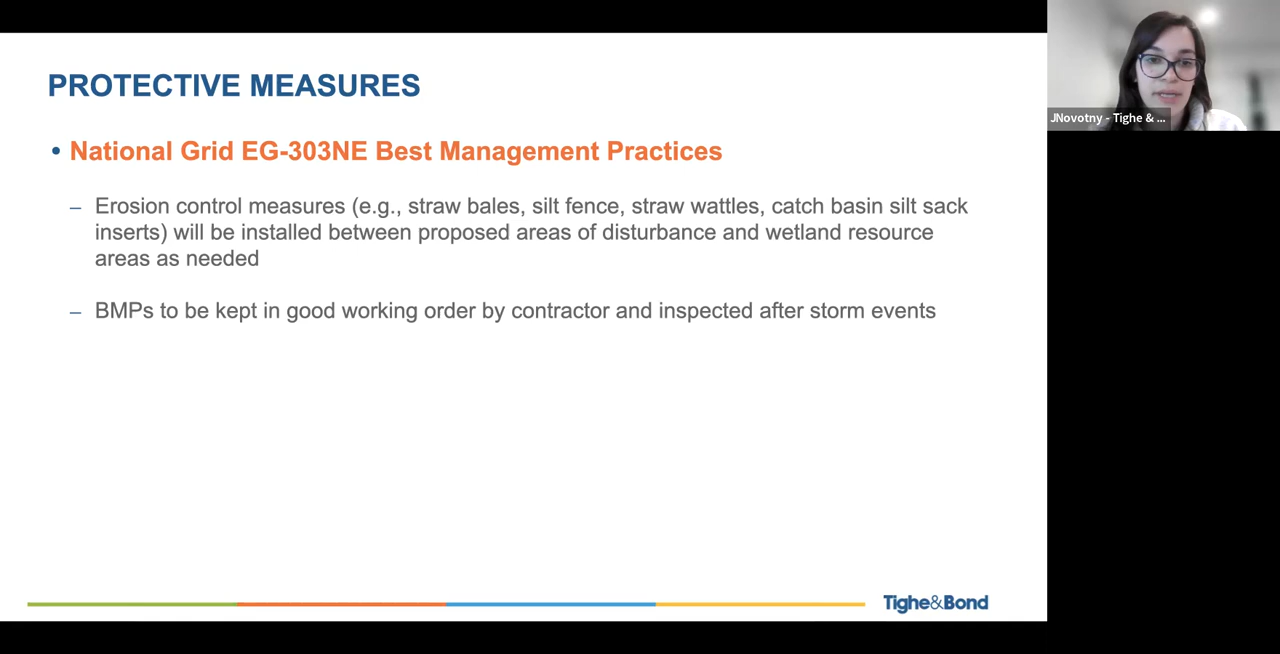 PROTECTIVE MEASURES
• National Grid EG-303NE Best Management Practices
– Erosion control measures (e.g., straw bales, silt fence, straw wattles, catch basin silt sack
inserts) will be installed between proposed areas of disturbance and wetland resource
areas as needed
– BMPs to be kept in good working order by contractor and inspected after storm events
Tighe&Bond
JNovotny - Tighe & ...